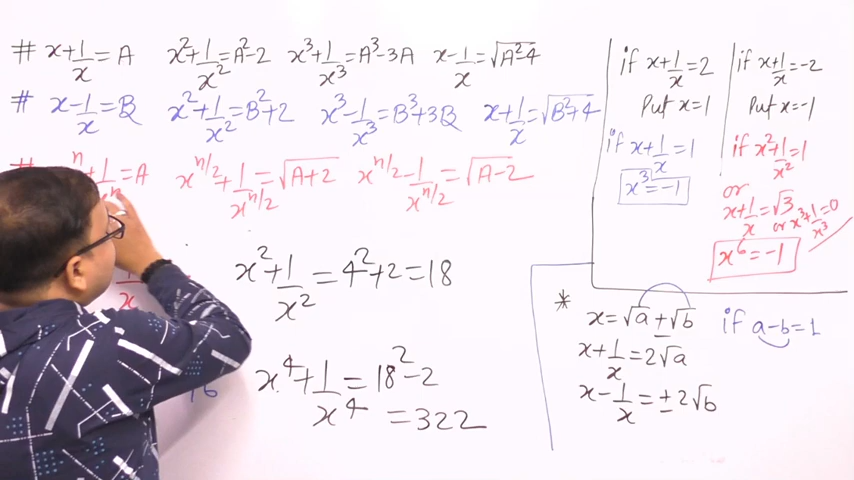 # x+1/x=A x²+1/x²=A²-2 x³+1/x³=A³-3A x-1/x=√(A²-4)
# x-1/x=B x²+1/x²=B²+2 x³-1/x³=B³+3B x+1/x=√(B²+4)
# n+1/xⁿ=A x^(n/2)+1/x^(n/2)=√(A+2) x^(n/2)-1/x^(n/2)=√(A-2)
x²+1/x²=4²+2=18
x⁴+1/x⁴=18²-2
=322
if x+1/x=2
Put x=1
if x+1/x=1
x³=-1
if x+1/x=-2
Put x=-1
if x²+1/x²=1
or
x+1/x=√3
or x³+1/x³=0
x⁶=-1
* x=√a±√b if a-b=1
x+1/x=2√a
x-1/x=±2√b